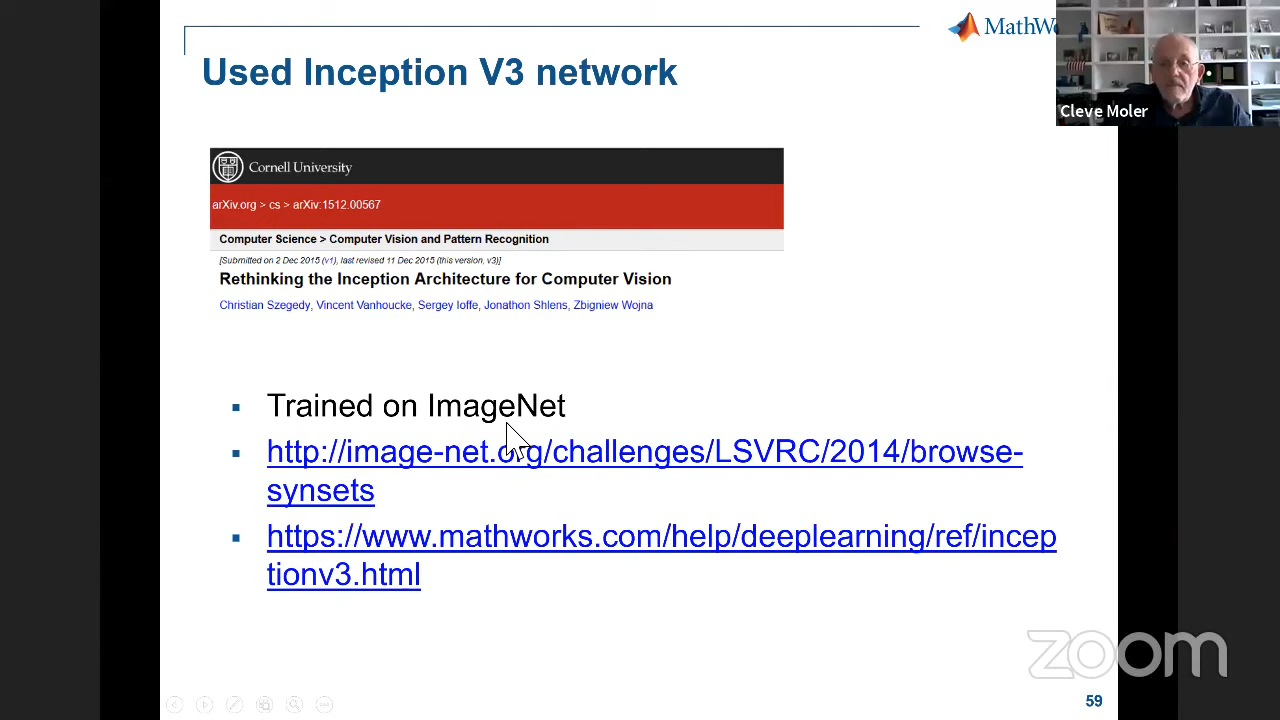 MathWo
Used Inception V3 network
Cleve Moler
Cornell University
arXiv.org > cs > arXiv:1512.00567
Computer Science > Computer Vision and Pattern Recognition
[Submitted on 2 Dec 2015 (v1), last revised 11 Dec 2015 (this version, v3)]
Rethinking the Inception Architecture for Computer Vision
Christian Szegedy, Vincent Vanhoucke, Sergey Ioffe, Jonathon Shlens, Zbigniew Wojna
Trained on ImageNet
http://image-net.org/challenges/LSVRC/2014/browse-
synsets
https://www.mathworks.com/help/deeplearning/ref/incep
tionv3.html
zoom
59